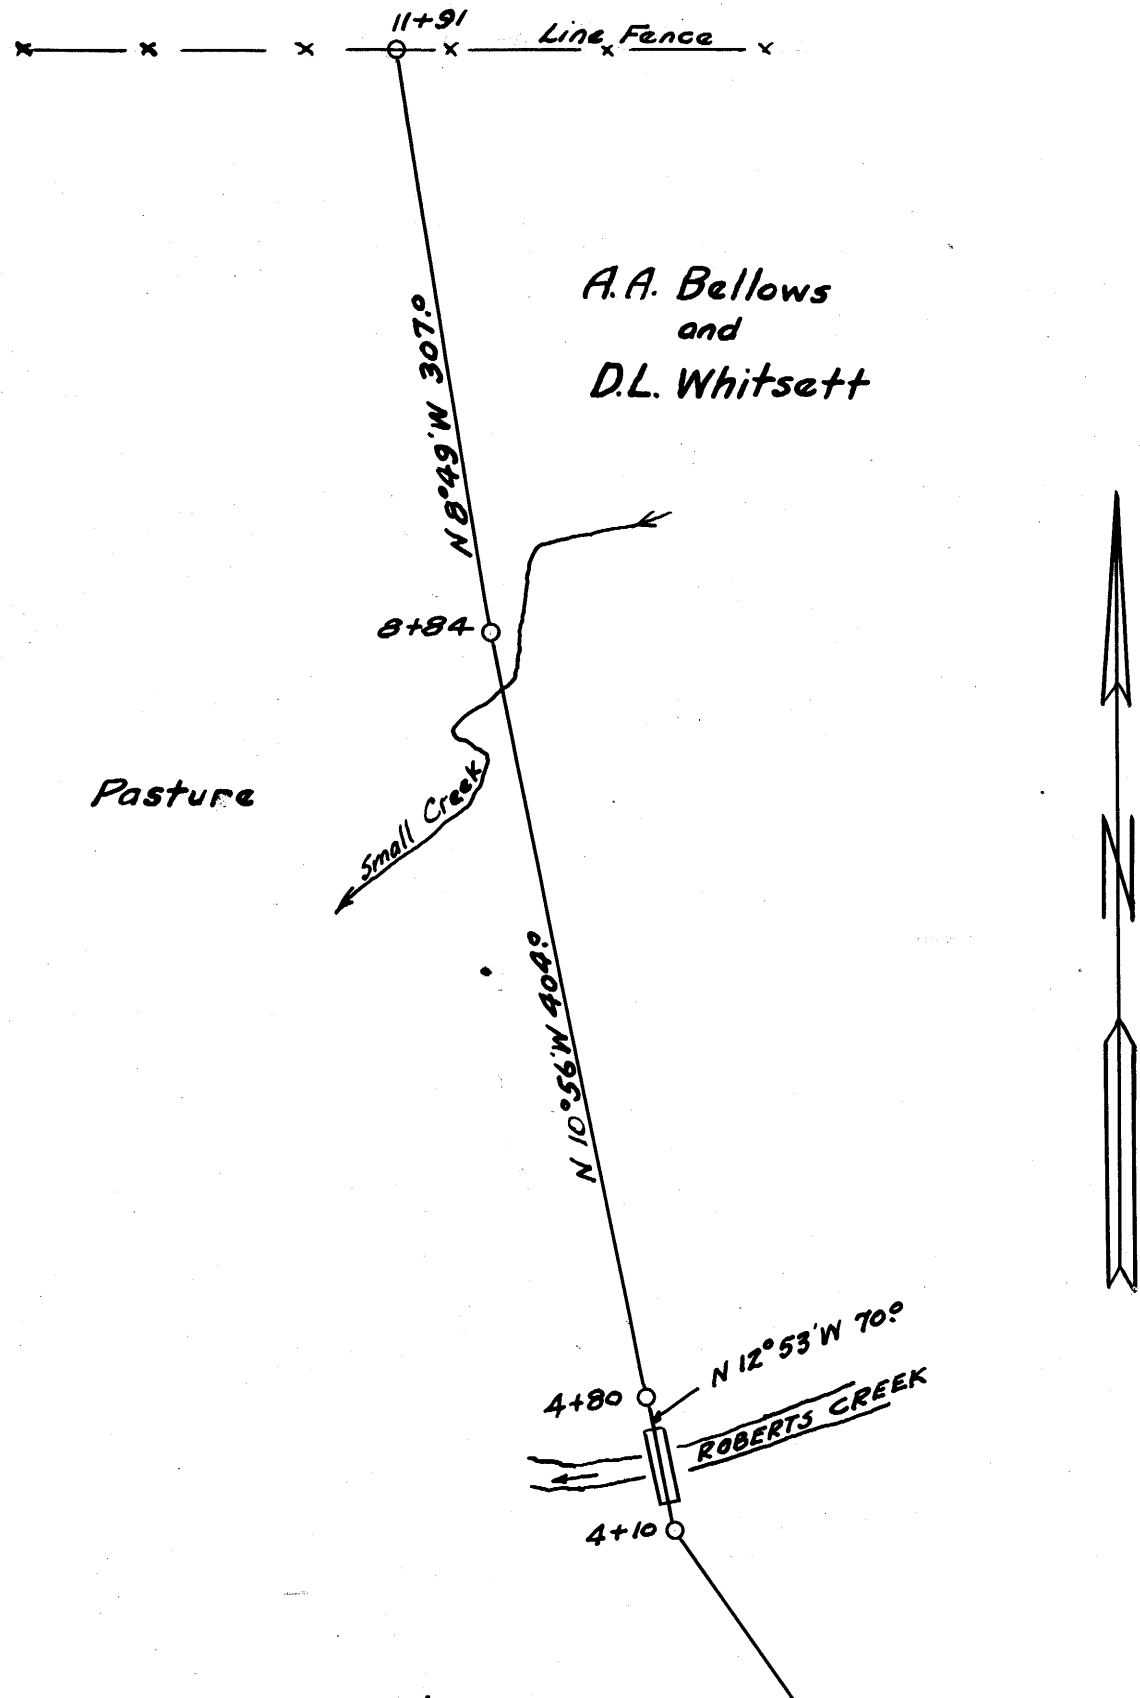 11+91
Line Fence
A.A. Bellows
and
D.L. Whitsett
N 8°49'W 307.0
8+84
Pasture
Small Creek
N 10°56'W 404.0
N
N 12°53'W 70.0
4+80
ROBERTS CREEK
4+10